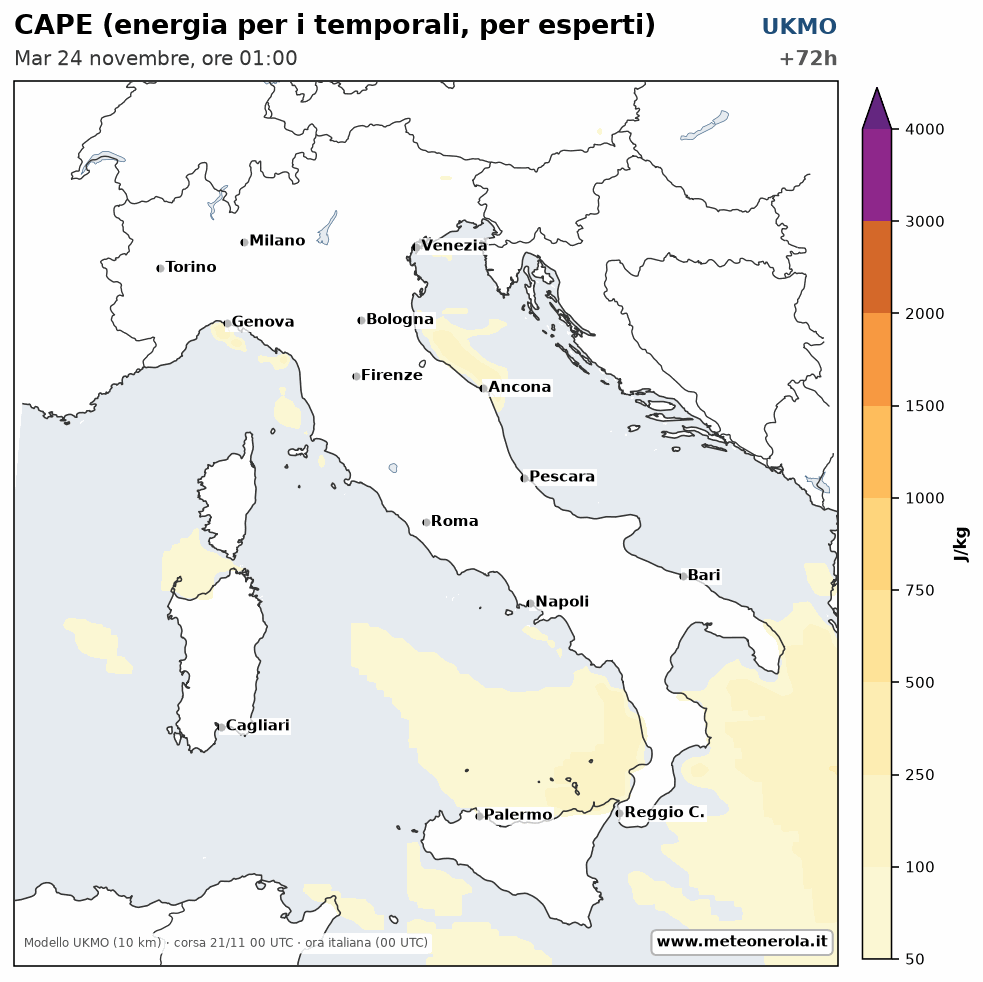 CAPE (energia per i temporali, per esperti)
UKMO
Mar 24 novembre, ore 01:00
+72h
4000
3000
2000
1500
1000
750
500
250
100
50
J/kg
Milano
Venezia
Torino
Genova
Bologna
Firenze
Ancona
Pescara
Roma
Bari
Napoli
Cagliari
Palermo
Reggio C.
Modello UKMO (10 km) · corsa 21/11 00 UTC · ora italiana (00 UTC)
www.meteonerola.it